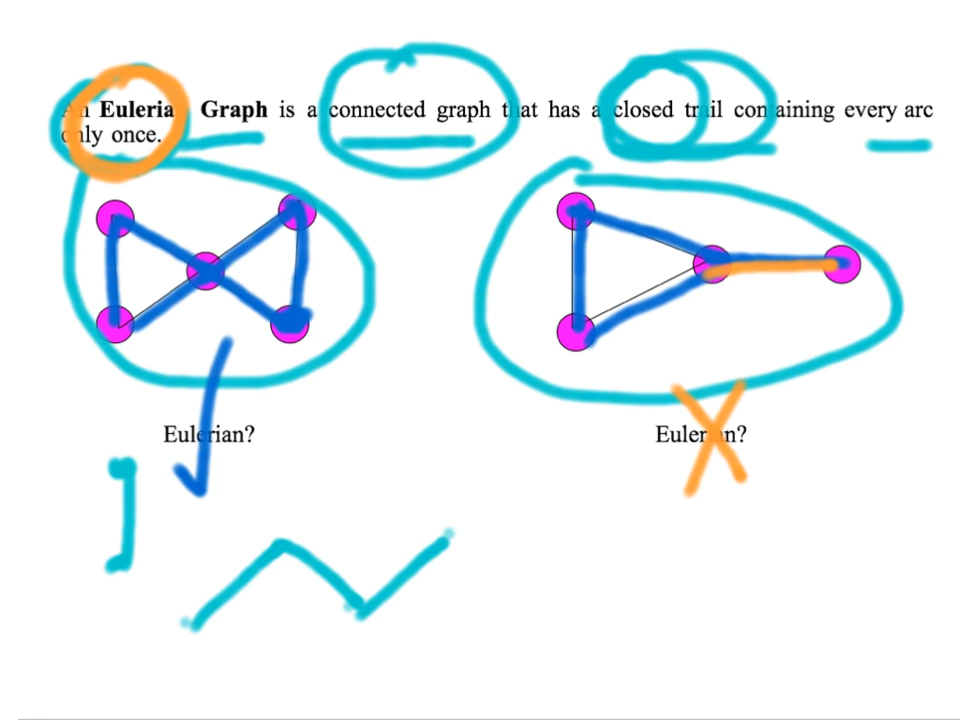 An Eulerian Graph is a connected graph that has a closed trail containing every arc
only once.
Eulerian? Eulerian?